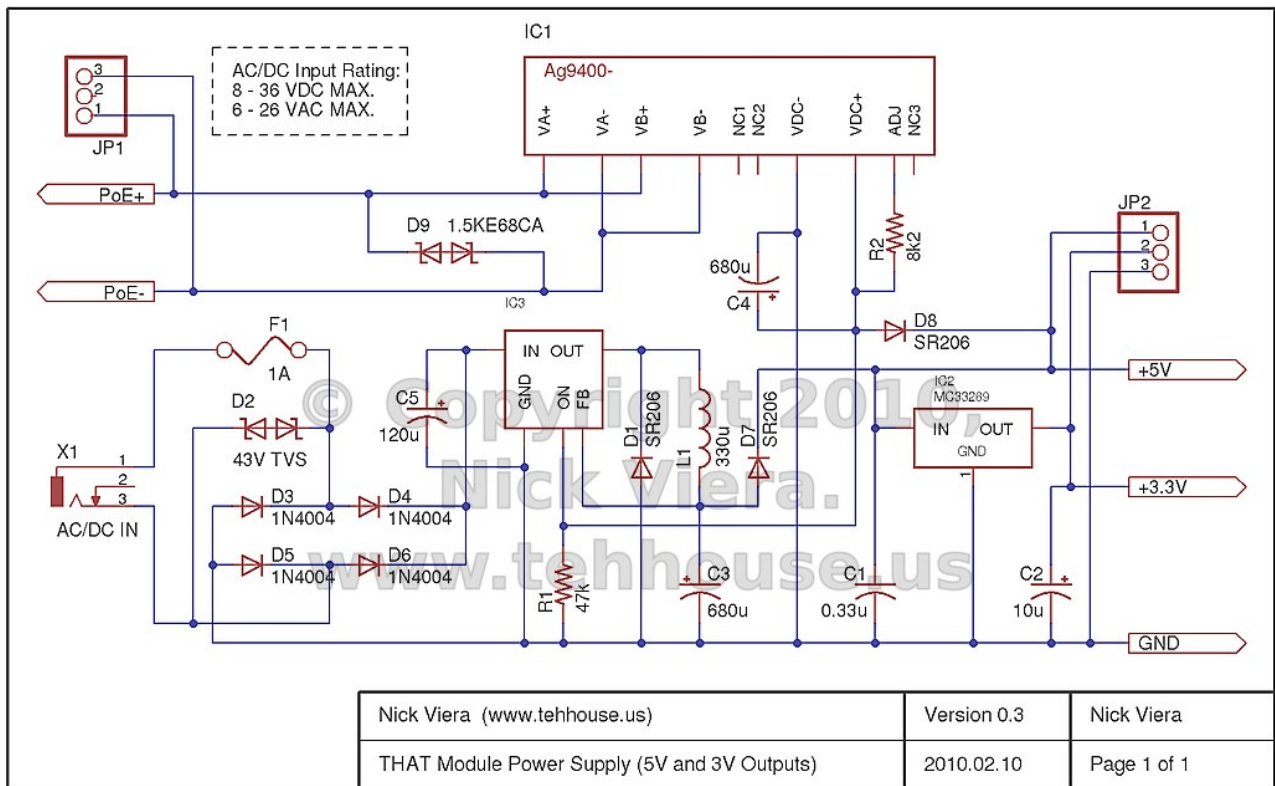 IC1
Ag9400-
VA+
VA-
VB+
VB-
NC1
NC2
VDC-
VDC+
ADJ
NC3
AC/DC Input Rating:
8 - 36 VDC MAX.
6 - 26 VAC MAX.
3
2
1
JP1
PoE+
D9 1.5KE68CA
PoE-
R2
8k2
JP2
1
2
3
680u
C4
+
D8
SR206
IC3
F1
1A
IN OUT
GND
ON
FB
C5
+
120u
D2
43V TVS
D1
SR206
L1
330u
D7
SR206
+5V
IC2
MC33269
IN OUT
GND
1
+3.3V
X1
1
2
3
AC/DC IN
D3
1N4004
D4
1N4004
D5
1N4004
D6
1N4004
R1
47k
+
C3
680u
C1
0.33u
C2
+
10u
GND
© Copyright 2010,
Nick Viera.
www.tehhouse.us
Nick Viera (www.tehhouse.us)
Version 0.3
Nick Viera
THAT Module Power Supply (5V and 3V Outputs)
2010.02.10
Page 1 of 1